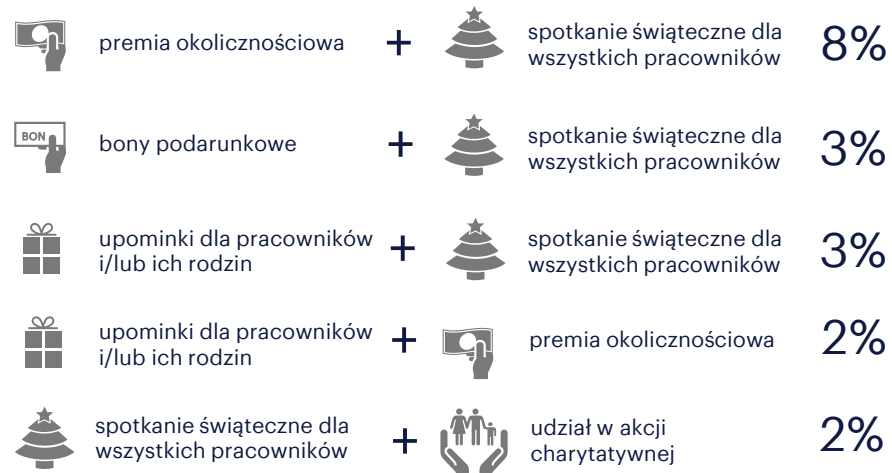 premia okolicznościowa + spotkanie świąteczne dla
wszystkich pracowników 8%
BON bony podarunkowe + spotkanie świąteczne dla
wszystkich pracowników 3%
upominki dla pracowników
i/lub ich rodzin + spotkanie świąteczne dla
wszystkich pracowników 3%
upominki dla pracowników
i/lub ich rodzin + premia okolicznościowa 2%
spotkanie świąteczne dla
wszystkich pracowników + udział w akcji
charytatywnej 2%